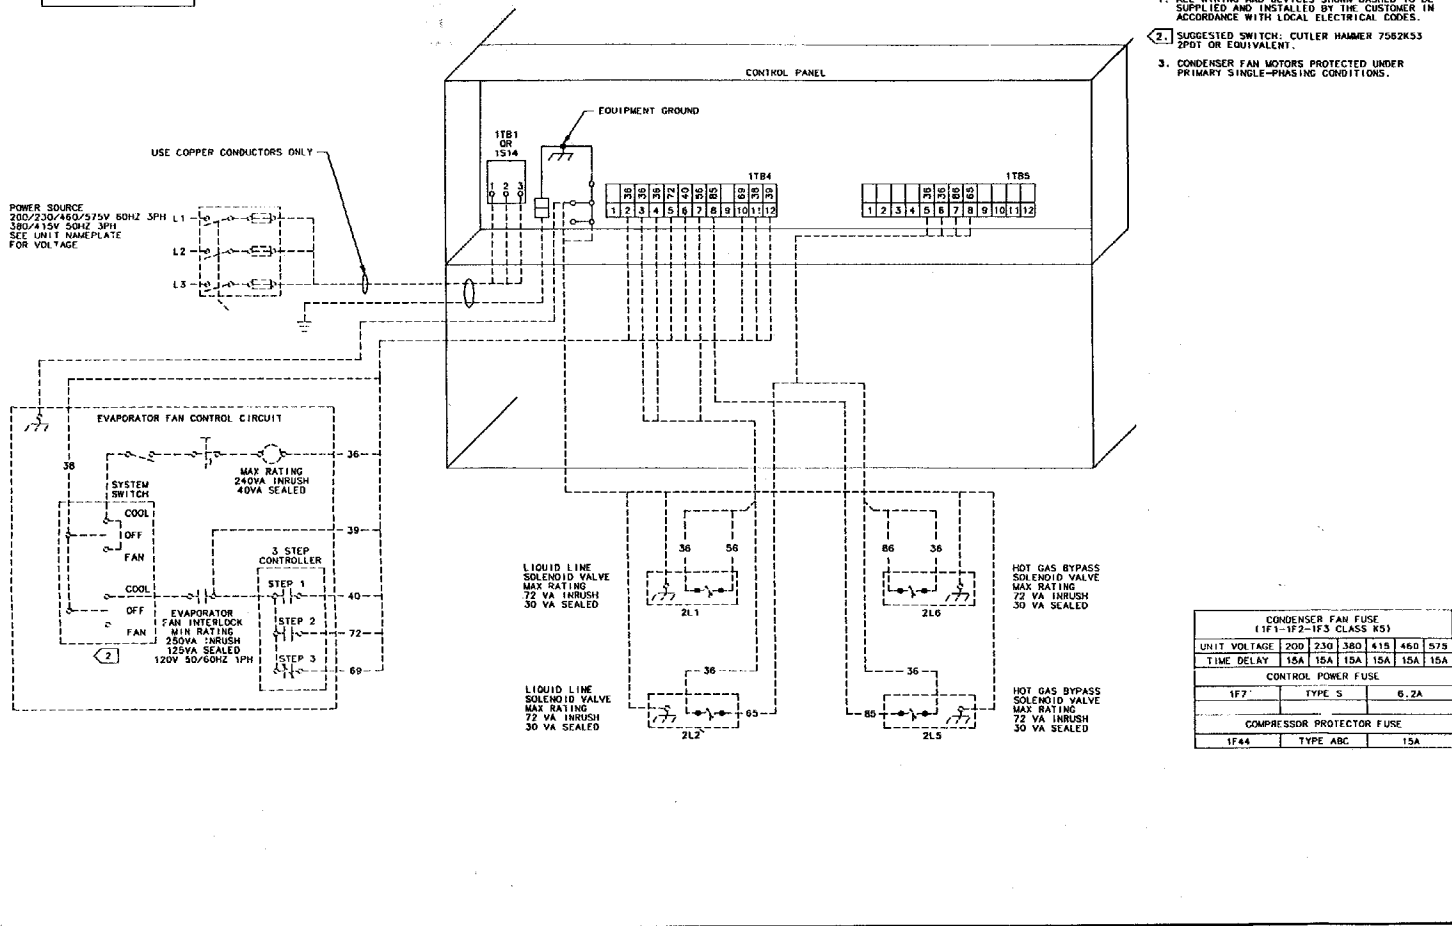 SUPPLIED AND INSTALLED BY THE CUSTOMER IN
ACCORDANCE WITH LOCAL ELECTRICAL CODES.
2. SUGGESTED SWITCH: CUTLER HAMMER 7562K53
2PDT OR EQUIVALENT.
3. CONDENSER FAN MOTORS PROTECTED UNDER
PRIMARY SINGLE-PHASING CONDITIONS.
CONTROL PANEL
EQUIPMENT GROUND
1TB1
OR
1S14
1 2 3
USE COPPER CONDUCTORS ONLY
1TB4
36 36 36 72 40 56 85 69 38 39
1 2 3 4 5 6 7 8 9 10 11 12
1TB5
36 36 86 65
1 2 3 4 5 6 7 8 9 10 11 12
POWER SOURCE
200/230/460/575V 60HZ 3PH
380/415V 50HZ 3PH
SEE UNIT NAMEPLATE
FOR VOLTAGE
L1
L2
L3
EVAPORATOR FAN CONTROL CIRCUIT
38
36
MAX RATING
240VA INRUSH
40VA SEALED
SYSTEM
SWITCH
COOL
OFF
FAN
39
3 STEP
CONTROLLER
COOL
OFF
FAN
STEP 1
40
STEP 2
72
STEP 3
69
EVAPORATOR
FAN INTERLOCK
MIN RATING
250VA INRUSH
125VA SEALED
120V 50/60HZ 1PH
2
LIQUID LINE
SOLENOID VALVE
MAX RATING
72 VA INRUSH
30 VA SEALED
36 56
2L1
86 36
2L6
HOT GAS BYPASS
SOLENOID VALVE
MAX RATING
72 VA INRUSH
30 VA SEALED
LIQUID LINE
SOLENOID VALVE
MAX RATING
72 VA INRUSH
30 VA SEALED
36
65
2L2
36
85
2L5
HOT GAS BYPASS
SOLENOID VALVE
MAX RATING
72 VA INRUSH
30 VA SEALED
CONDENSER FAN FUSE
(1F1-1F2-1F3 CLASS K5)
UNIT VOLTAGE 200 230 380 415 460 575
TIME DELAY 15A 15A 15A 15A 15A 15A
CONTROL POWER FUSE
1F7 TYPE S 6.2A
COMPRESSOR PROTECTOR FUSE
1F44 TYPE ABC 15A